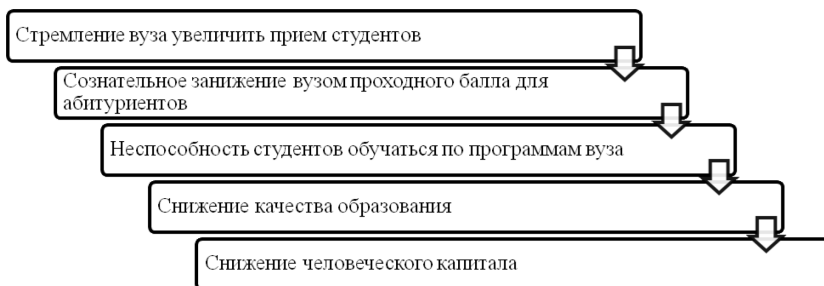 Стремление вуза увеличить прием студентов
Сознательное занижение вузом проходного балла для
абитуриентов
Неспособность студентов обучаться по программам вуза
Снижение качества образования
Снижение человеческого капитала